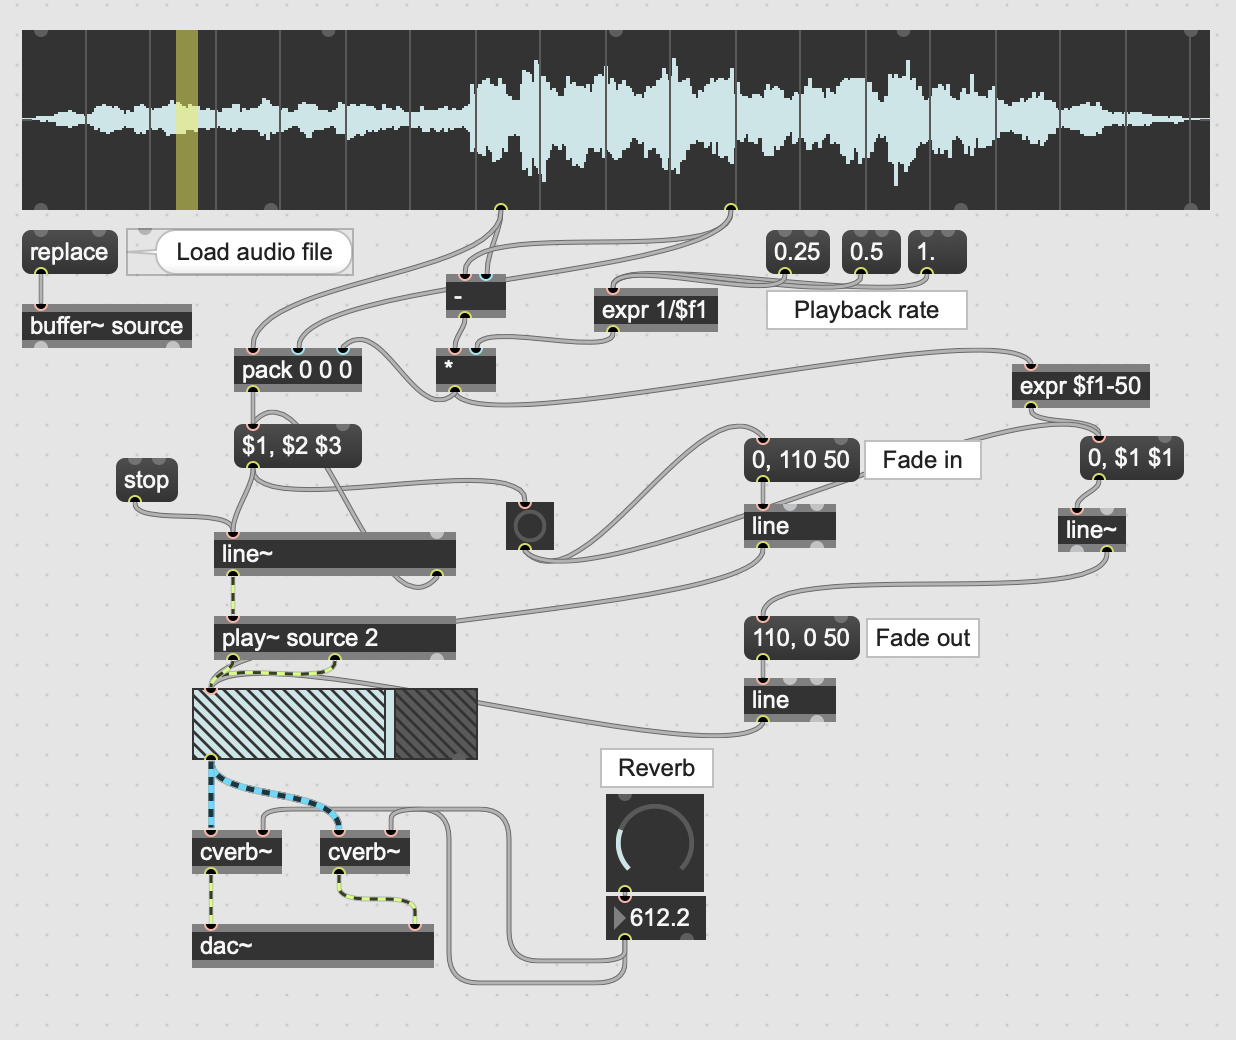 replace
Load audio file
0.25
0.5
1.
-
expr 1/$f1
Playback rate
buffer~ source
pack 0 0 0
*
expr $f1-50
$1, $2 $3
0, 110 50
Fade in
0, $1 $1
stop
line
line~
line~
play~ source 2
110, 0 50
Fade out
line
Reverb
cverb~
cverb~
612.2
dac~